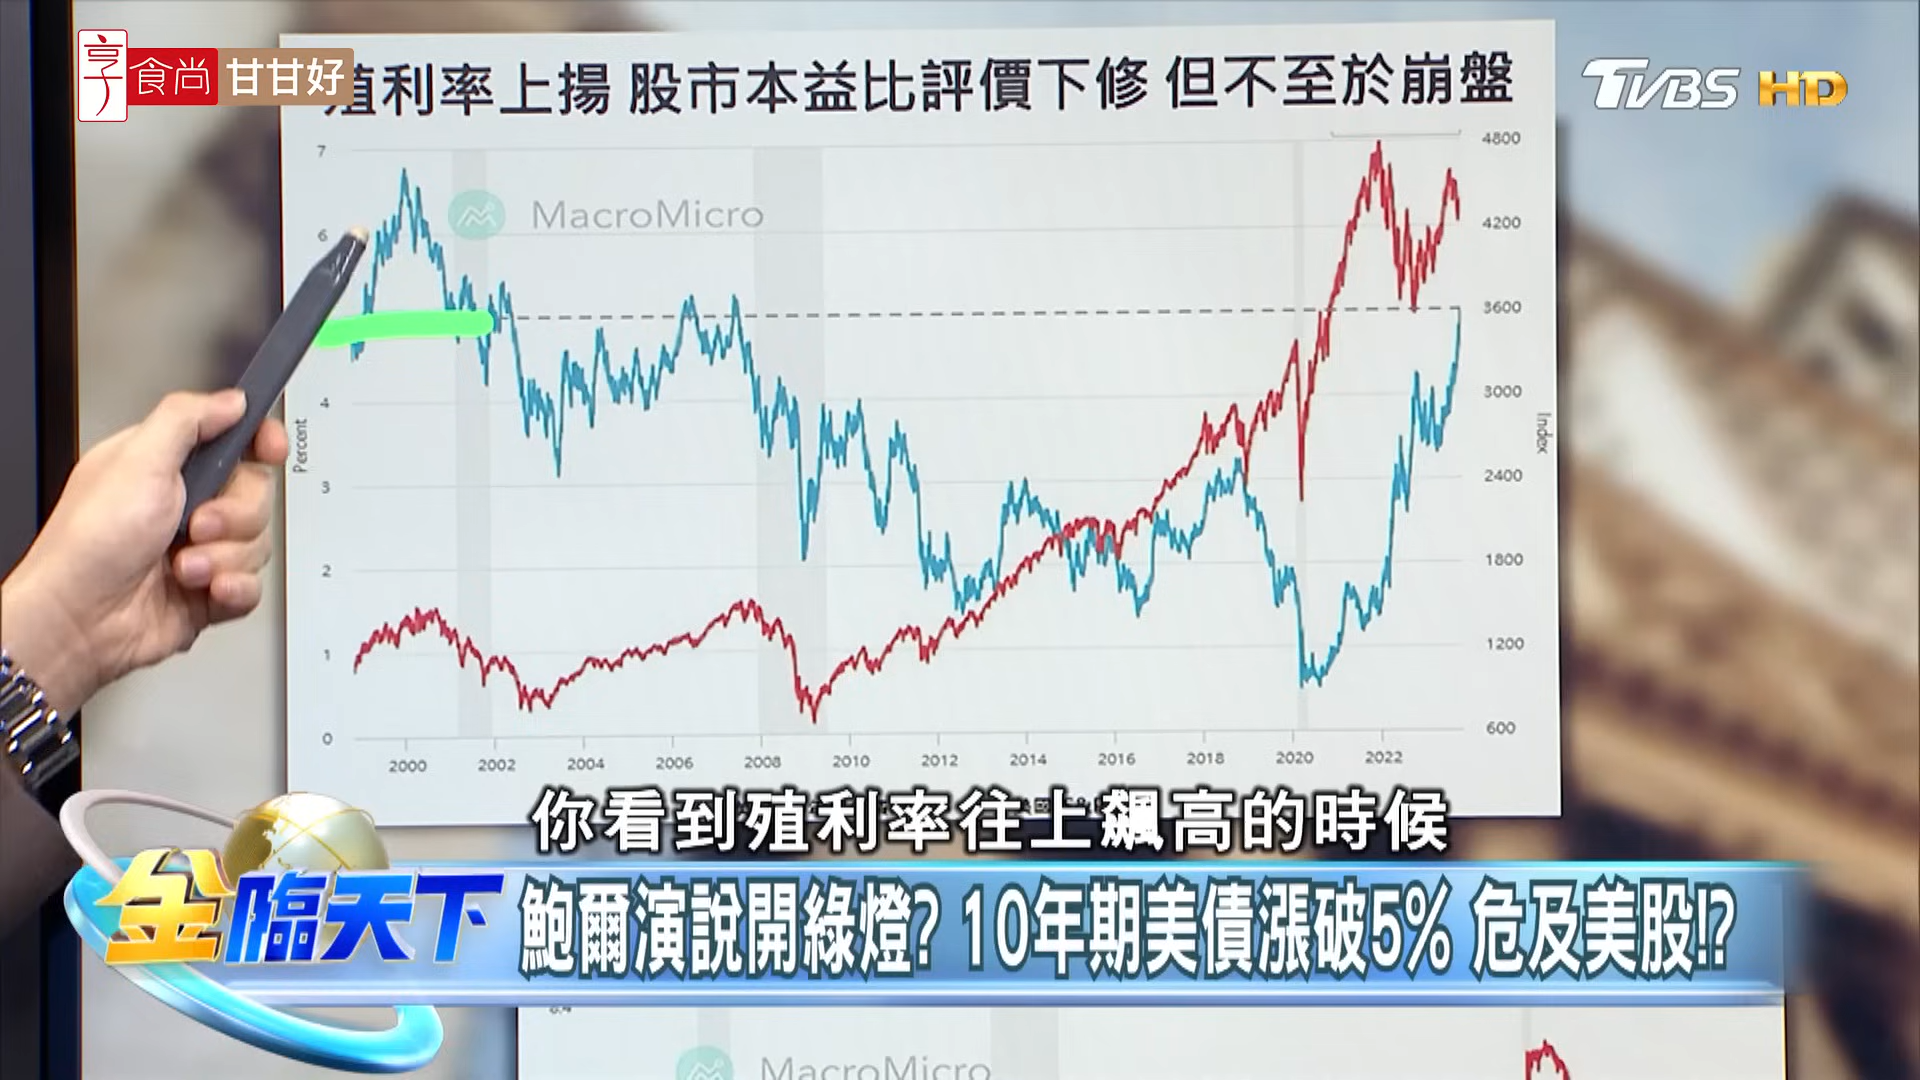 享
食尚 甘甘好
TVBS HD
殖利率上揚 股市本益比評價下修 但不至於崩盤
MacroMicro
7
6
4
3
2
1
0
Percent
4800
4200
3600
3000
2400
1800
1200
600
Index
2000 2002 2004 2006 2008 2010 2012 2014 2016 2018 2020 2022
你看到殖利率往上飆高的時候
金臨天下
鮑爾演說開綠燈? 10年期美債漲破5% 危及美股!?
MacroMicro